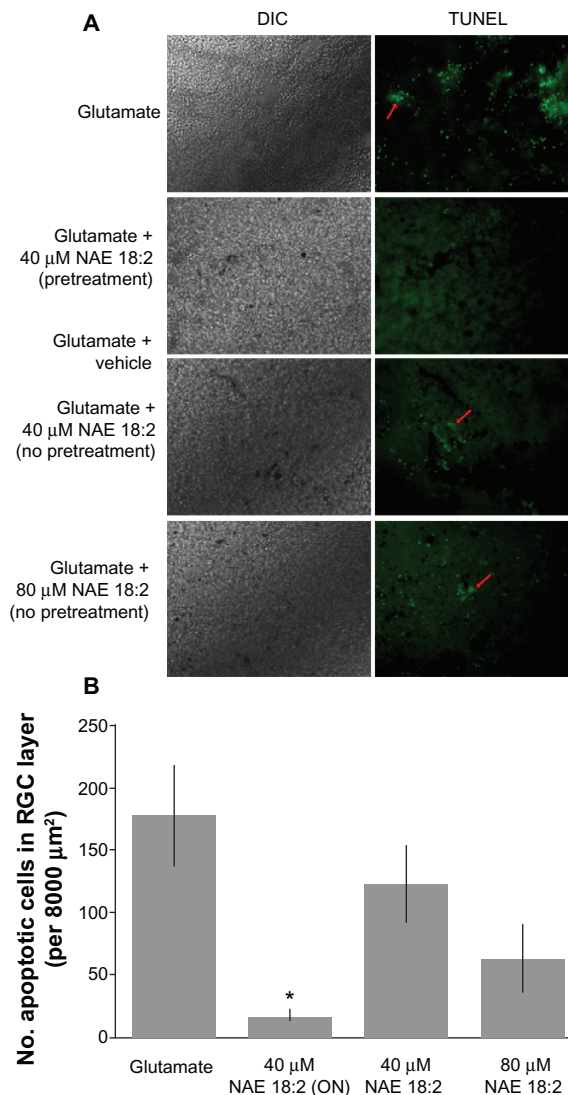 A
DIC
TUNEL
Glutamate
Glutamate +
40 μM NAE 18:2
(pretreatment)
Glutamate +
vehicle
Glutamate +
40 μM NAE 18:2
(no pretreatment)
Glutamate +
80 μM NAE 18:2
(no pretreatment)
B
No. apoptotic cells in RGC layer
(per 8000 μm²)
250
200
150
100
50
0
*
Glutamate
40 μM
NAE 18:2 (ON)
40 μM
NAE 18:2
80 μM
NAE 18:2